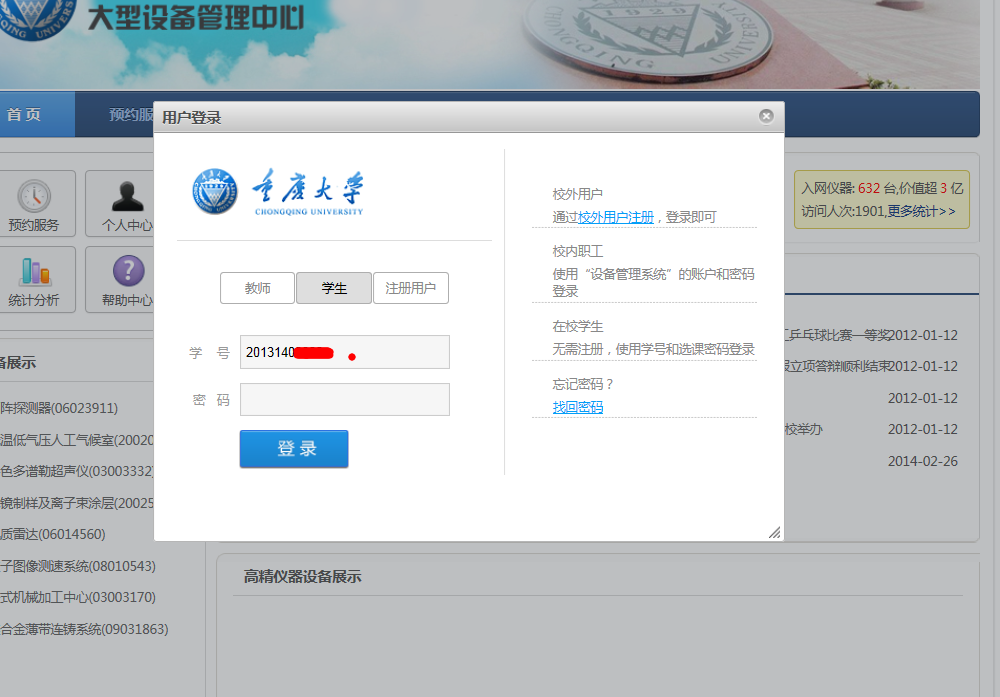 大型设备管理中心
CHONGQING UNIVERSITY
1929
首页
预约服
用户登录
重庆大学
CHONGQING UNIVERSITY
教师
学生
注册用户
学 号
2013140
密 码
登 录
校外用户
通过校外用户注册，登录即可
校内职工
使用“设备管理系统”的账户和密码
登录
在校学生
无需注册，使用学号和选课密码登录
忘记密码？
找回密码
预约服务
个人中心
统计分析
帮助中心
备展示
阵探测器(06023911)
温低气压人工气候室(20020
色多谱勒超声仪(03003332)
镜制样及离子束涂层(20025
质雷达(06014560)
子图像测速系统(08010543)
式机械加工中心(03003170)
合金薄带连铸系统(09031863)
入网仪器: 632 台,价值超 3 亿
访问人次:1901,更多统计>>
工乒乓球比赛一等奖2012-01-12
立项答辩顺利结束2012-01-12
2012-01-12
校举办 2012-01-12
2014-02-26
高精仪器设备展示